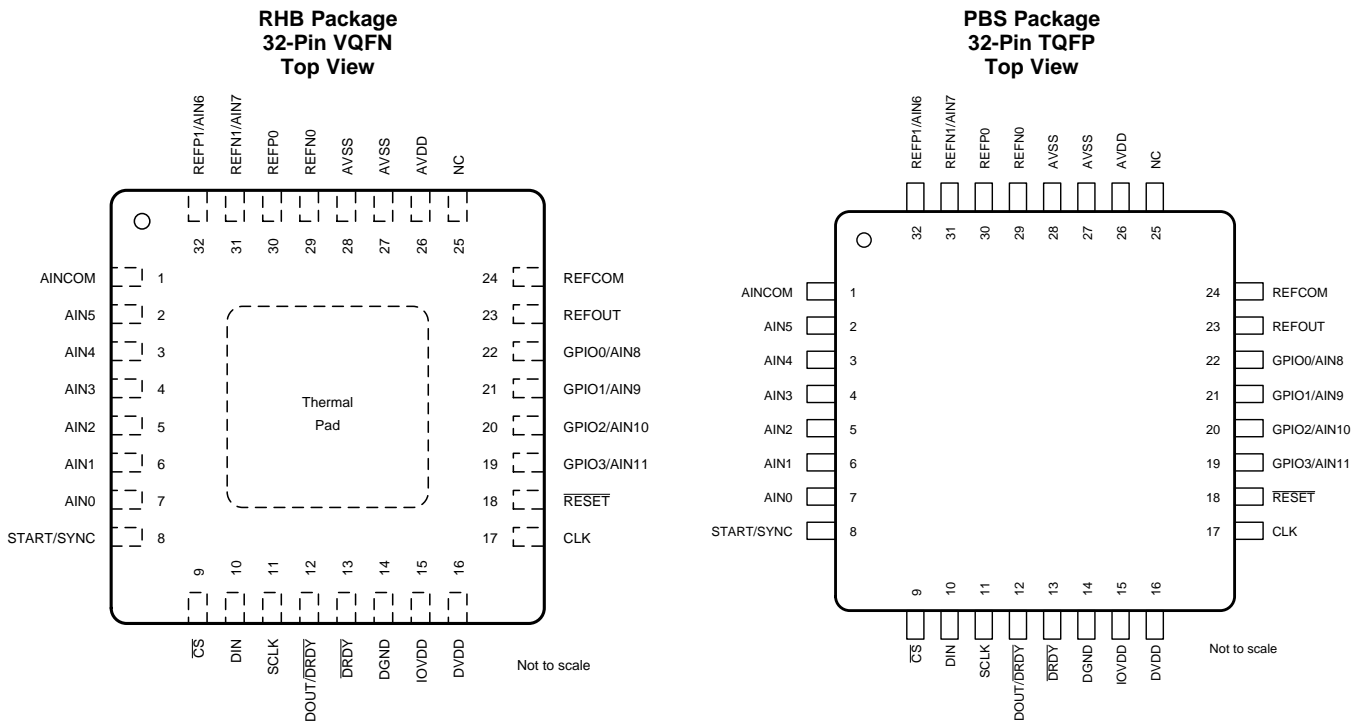 RHB Package
32-Pin VQFN
Top View
REFP1/AIN6
REFN1/AIN7
REFP0
REFN0
AVSS
AVSS
AVDD
NC
32
31
30
29
28
27
26
25
AINCOM 1
AIN5 2
AIN4 3
AIN3 4
AIN2 5
AIN1 6
AIN0 7
START/SYNC 8
Thermal
Pad
24 REFCOM
23 REFOUT
22 GPIO0/AIN8
21 GPIO1/AIN9
20 GPIO2/AIN10
19 GPIO3/AIN11
18 RESET
17 CLK
9
10
11
12
13
14
15
16
CS
DIN
SCLK
DOUT/DRDY
DRDY
DGND
IOVDD
DVDD
Not to scale
PBS Package
32-Pin TQFP
Top View
REFP1/AIN6
REFN1/AIN7
REFP0
REFN0
AVSS
AVSS
AVDD
NC
32
31
30
29
28
27
26
25
AINCOM 1
AIN5 2
AIN4 3
AIN3 4
AIN2 5
AIN1 6
AIN0 7
START/SYNC 8
24 REFCOM
23 REFOUT
22 GPIO0/AIN8
21 GPIO1/AIN9
20 GPIO2/AIN10
19 GPIO3/AIN11
18 RESET
17 CLK
9
10
11
12
13
14
15
16
CS
DIN
SCLK
DOUT/DRDY
DRDY
DGND
IOVDD
DVDD
Not to scale